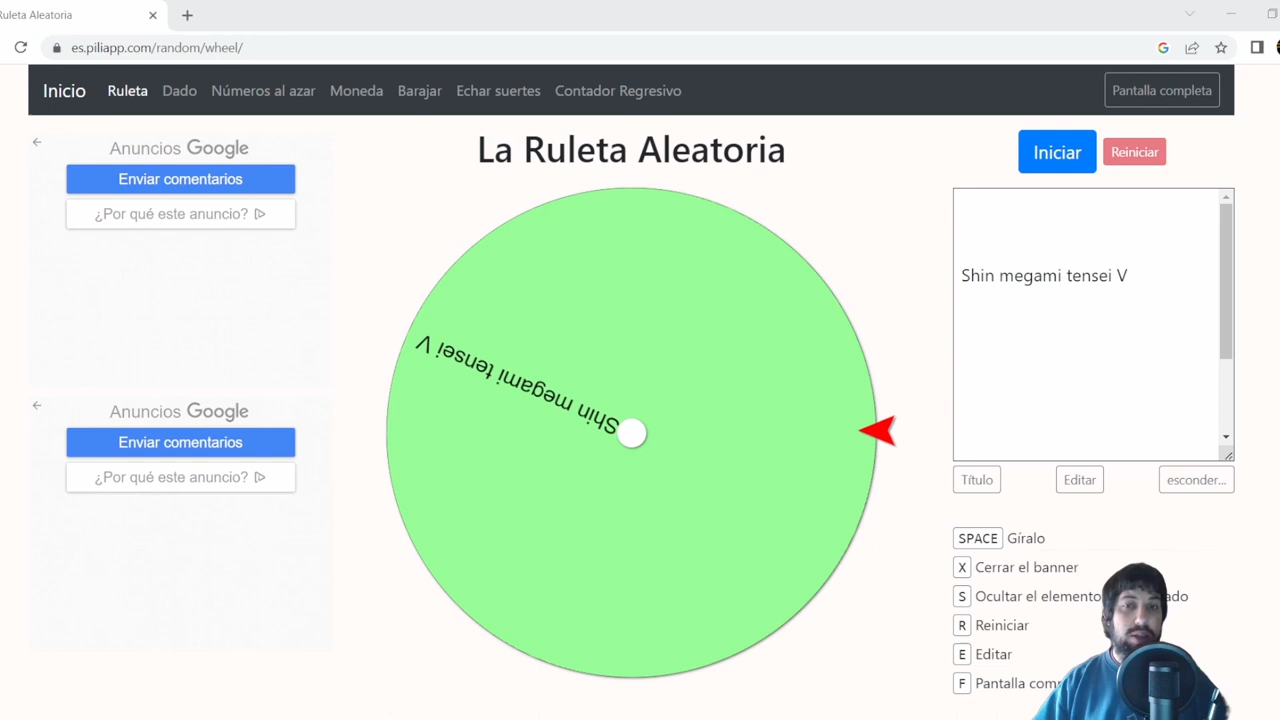 Ruleta Aleatoria
es.piliapp.com/random/wheel/
Inicio Ruleta Dado Números al azar Moneda Barajar Echar suertes Contador Regresivo Pantalla completa
Anuncios Google
Enviar comentarios
¿Por qué este anuncio?
Anuncios Google
Enviar comentarios
¿Por qué este anuncio?
La Ruleta Aleatoria
Shin megami tensei V
Iniciar Reiniciar
Shin megami tensei V
Título Editar esconder...
SPACE Gíralo
X Cerrar el banner
S Ocultar el elemento
R Reiniciar
E Editar
F Pantalla